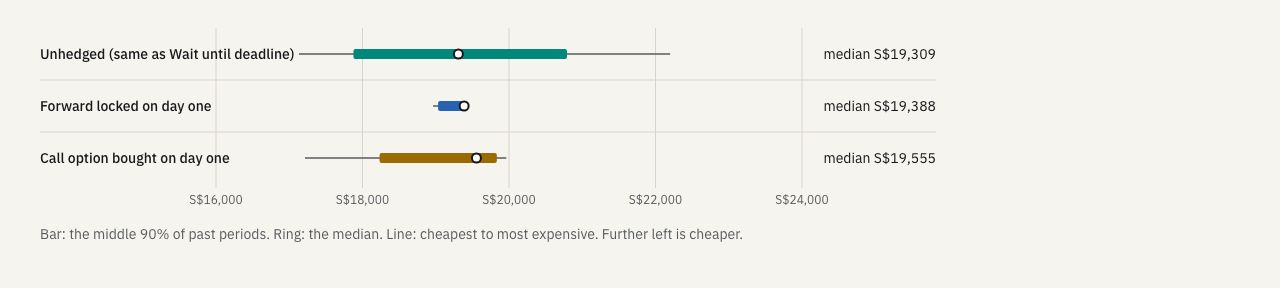 Unhedged (same as Wait until deadline) median S$19,309
Forward locked on day one median S$19,388
Call option bought on day one median S$19,555
S$16,000 S$18,000 S$20,000 S$22,000 S$24,000
Bar: the middle 90% of past periods. Ring: the median. Line: cheapest to most expensive. Further left is cheaper.